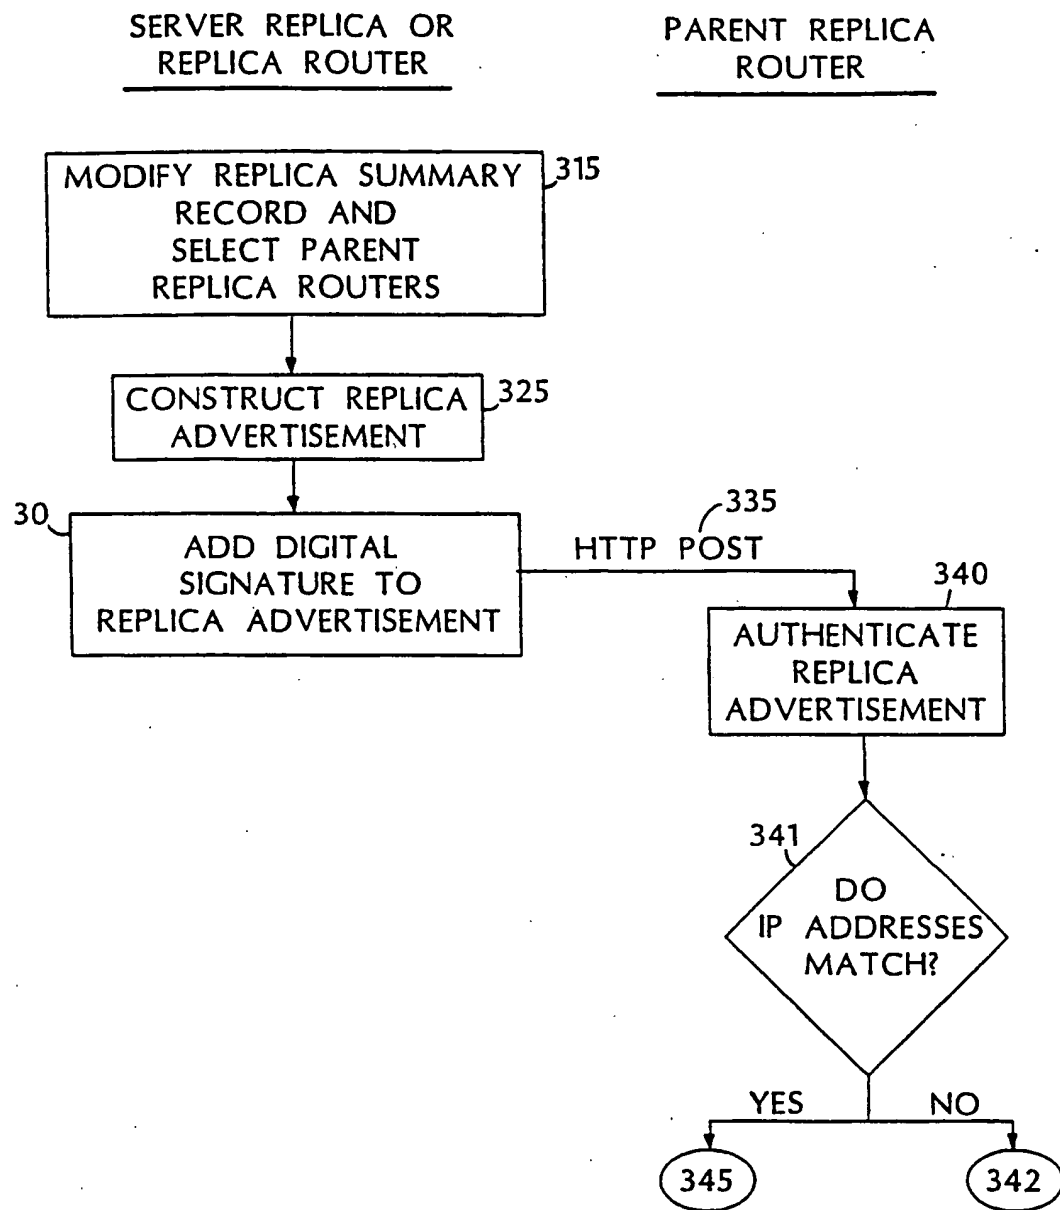 SERVER REPLICA OR
REPLICA ROUTER
PARENT REPLICA
ROUTER
315
MODIFY REPLICA SUMMARY
RECORD AND
SELECT PARENT
REPLICA ROUTERS
325
CONSTRUCT REPLICA
ADVERTISEMENT
30
ADD DIGITAL
SIGNATURE TO
REPLICA ADVERTISEMENT
335
HTTP POST
340
AUTHENTICATE
REPLICA
ADVERTISEMENT
341
DO
IP ADDRESSES
MATCH?
YES
NO
345
342